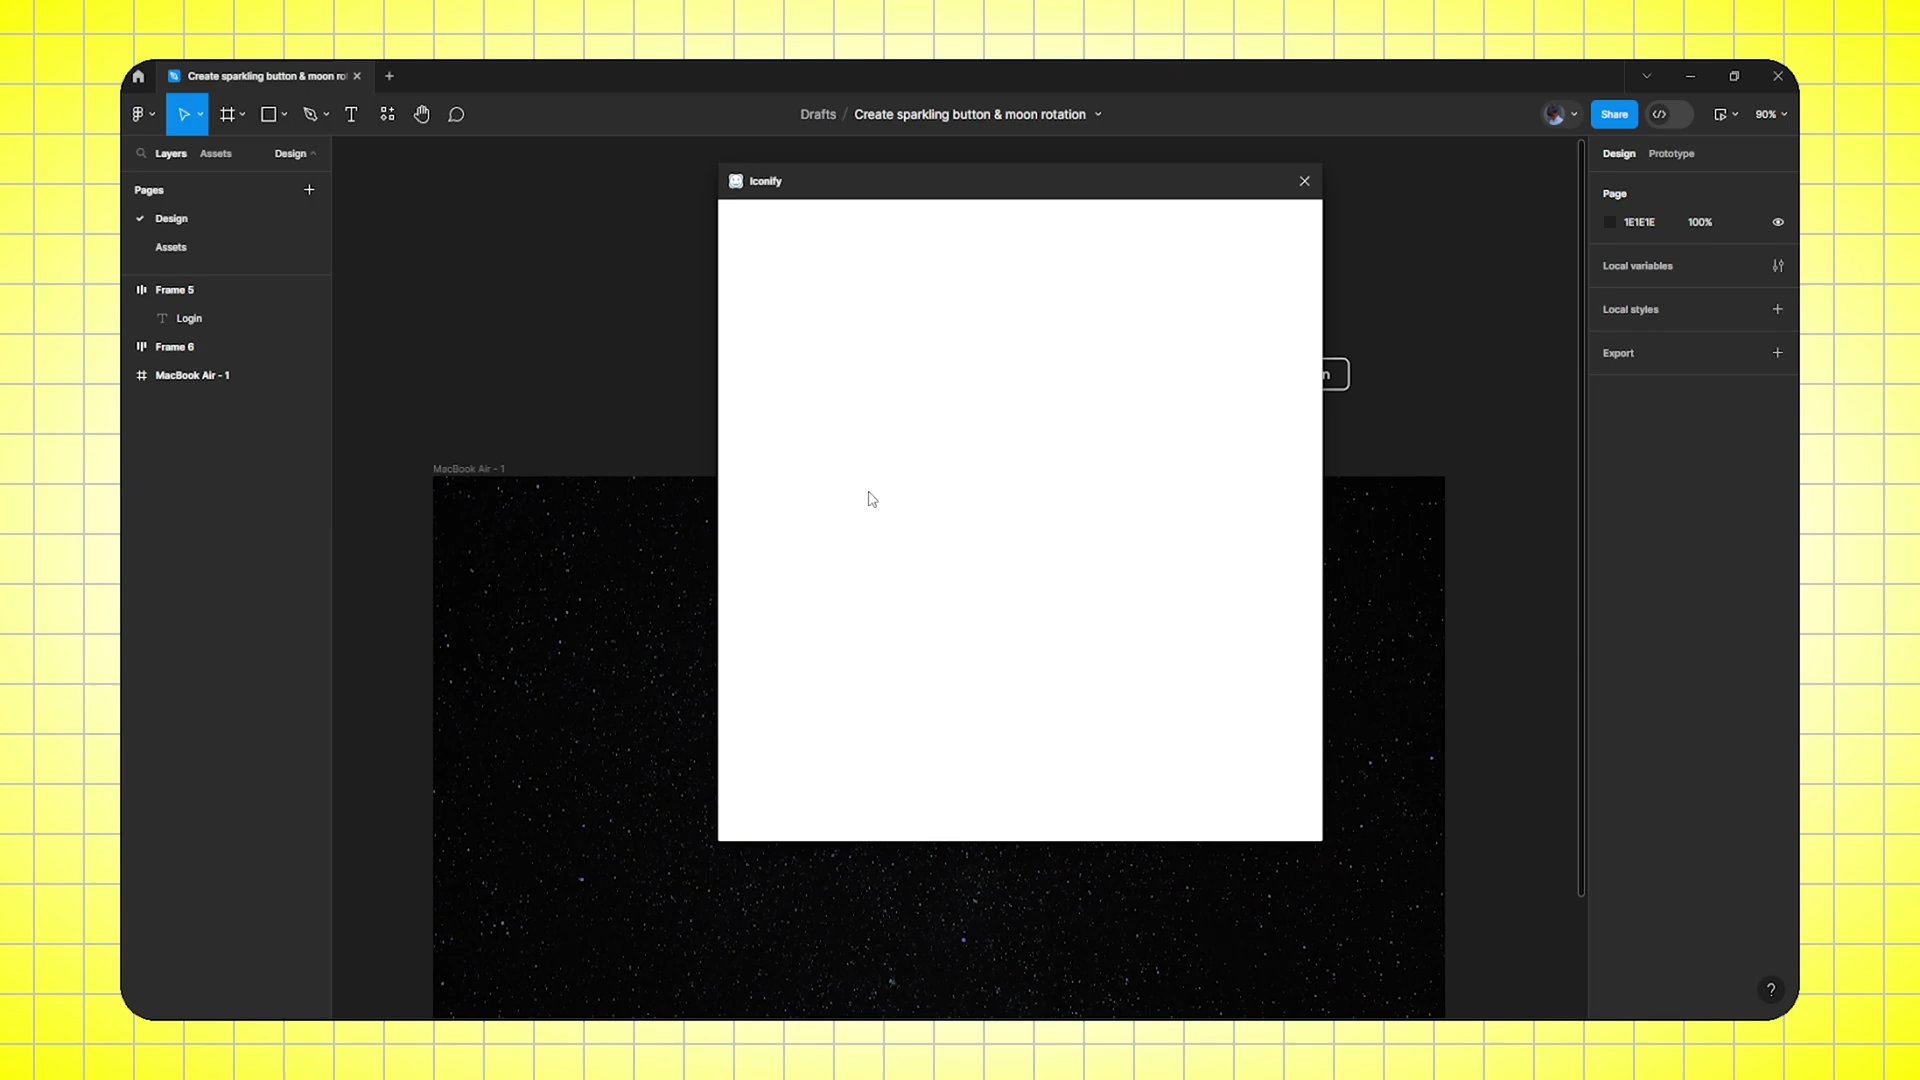 Create sparkling button & moon ro
Drafts / Create sparkling button & moon rotation
Share
90%
Layers Assets Design
Pages
Design
Assets
Frame 5
Login
Frame 6
MacBook Air - 1
Iconify
n
MacBook Air - 1
Design Prototype
Page
1E1E1E 100%
Local variables
Local styles
Export
?